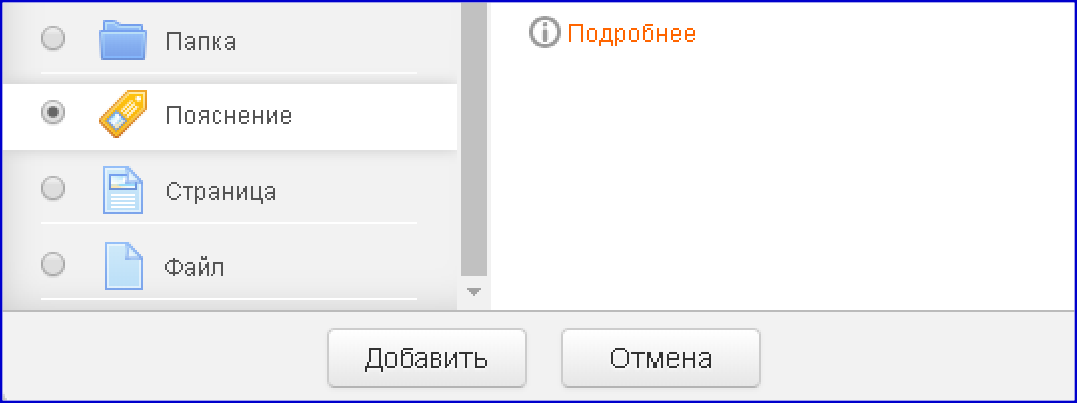 Папка
Пояснение
Страница
Файл
Подробнее
Добавить
Отмена